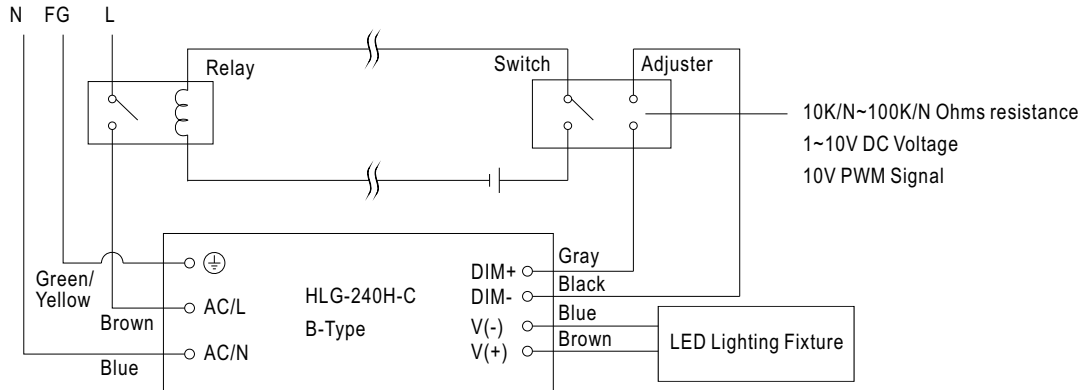 N FG L
Relay
Switch
Adjuster
10K/N~100K/N Ohms resistance
1~10V DC Voltage
10V PWM Signal
Green/
Yellow
Brown
Blue
AC/L
AC/N
HLG-240H-C
B-Type
DIM+
DIM-
V(-)
V(+)
Gray
Black
Blue
Brown
LED Lighting Fixture